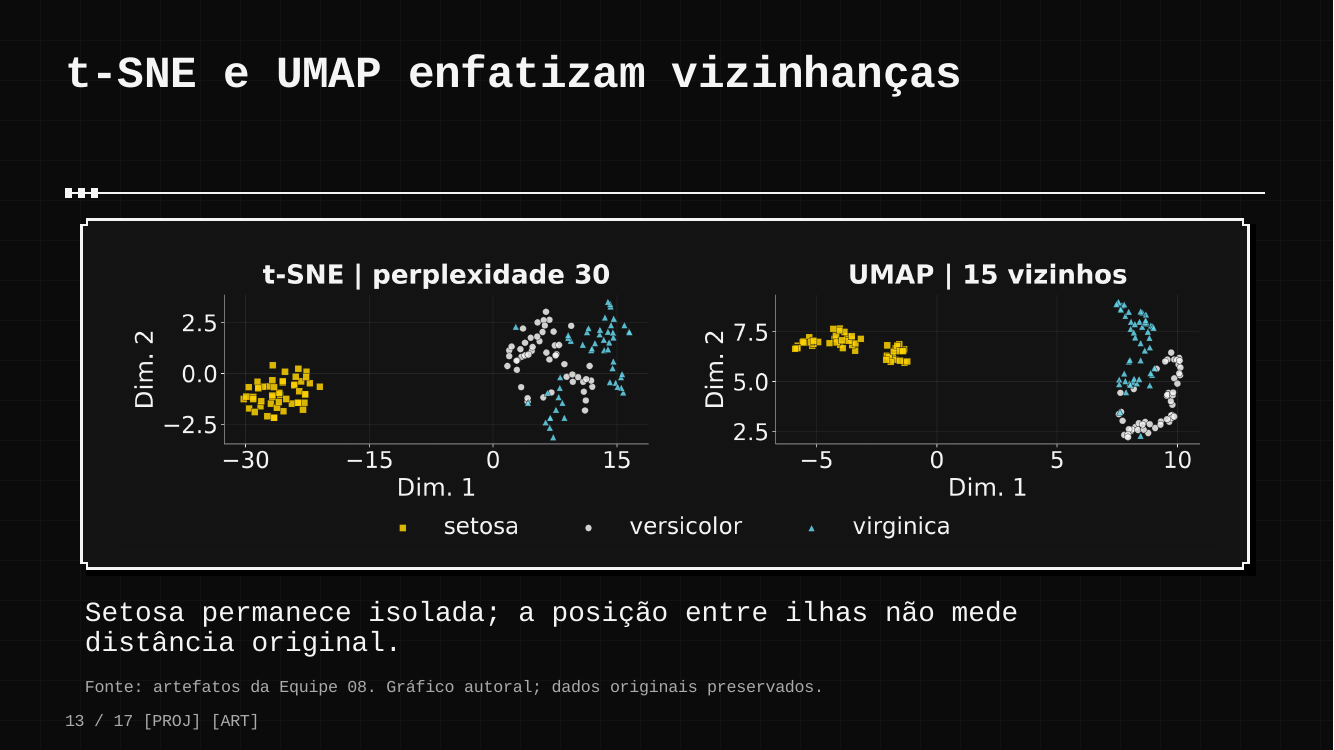 t-SNE e UMAP enfatizam vizinhanças
t-SNE | perplexidade 30
Dim. 2
2.5
0.0
−2.5
−30 −15 0 15
Dim. 1
UMAP | 15 vizinhos
Dim. 2
7.5
5.0
2.5
−5 0 5 10
Dim. 1
setosa versicolor virginica
Setosa permanece isolada; a posição entre ilhas não mede
distância original.
Fonte: artefatos da Equipe 08. Gráfico autoral; dados originais preservados.
13 / 17 [PROJ] [ART]